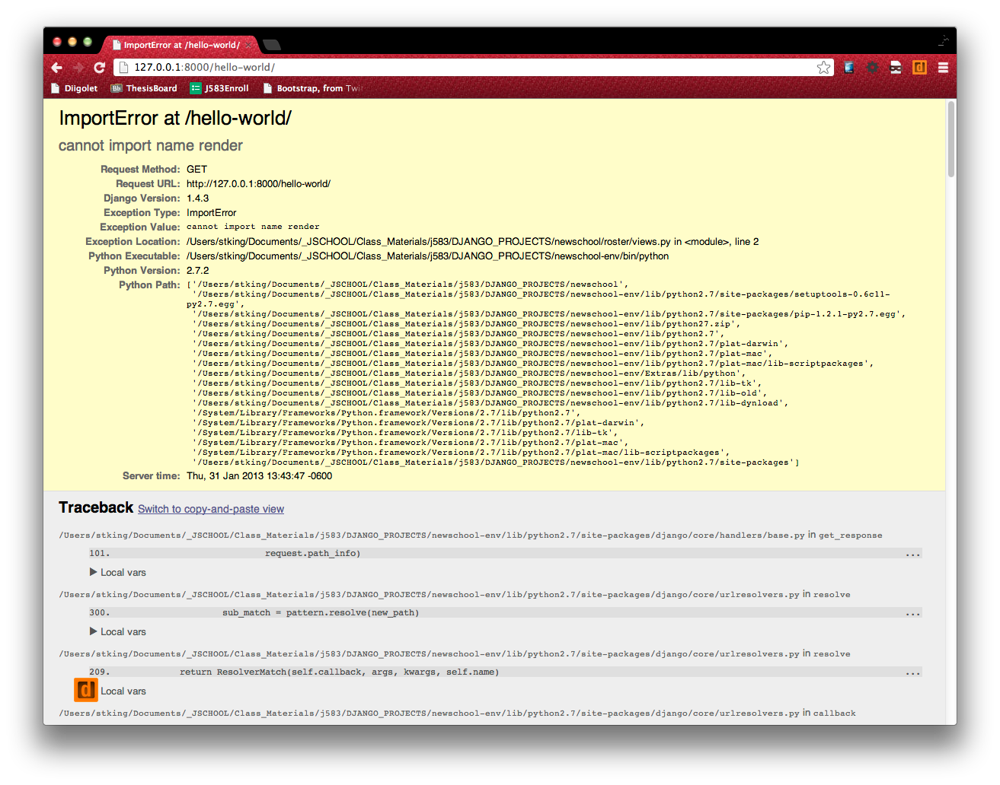 ImportError at /hello-world/
127.0.0.1:8000/hello-world/
d
Diigolet Bb ThesisBoard J583Enroll Bootstrap, from Twi
ImportError at /hello-world/
cannot import name render
Request Method: GET
Request URL: http://127.0.0.1:8000/hello-world/
Django Version: 1.4.3
Exception Type: ImportError
Exception Value: cannot import name render
Exception Location: /Users/stking/Documents/_JSCHOOL/Class_Materials/j583/DJANGO_PROJECTS/newschool/roster/views.py in <module>, line 2
Python Executable: /Users/stking/Documents/_JSCHOOL/Class_Materials/j583/DJANGO_PROJECTS/newschool-env/bin/python
Python Version: 2.7.2
Python Path: ['/Users/stking/Documents/_JSCHOOL/Class_Materials/j583/DJANGO_PROJECTS/newschool',
'/Users/stking/Documents/_JSCHOOL/Class_Materials/j583/DJANGO_PROJECTS/newschool-env/lib/python2.7/site-packages/setuptools-0.6c11-
py2.7.egg',
'/Users/stking/Documents/_JSCHOOL/Class_Materials/j583/DJANGO_PROJECTS/newschool-env/lib/python2.7/site-packages/pip-1.2.1-py2.7.egg',
'/Users/stking/Documents/_JSCHOOL/Class_Materials/j583/DJANGO_PROJECTS/newschool-env/lib/python27.zip',
'/Users/stking/Documents/_JSCHOOL/Class_Materials/j583/DJANGO_PROJECTS/newschool-env/lib/python2.7',
'/Users/stking/Documents/_JSCHOOL/Class_Materials/j583/DJANGO_PROJECTS/newschool-env/lib/python2.7/plat-darwin',
'/Users/stking/Documents/_JSCHOOL/Class_Materials/j583/DJANGO_PROJECTS/newschool-env/lib/python2.7/plat-mac',
'/Users/stking/Documents/_JSCHOOL/Class_Materials/j583/DJANGO_PROJECTS/newschool-env/lib/python2.7/plat-mac/lib-scriptpackages',
'/Users/stking/Documents/_JSCHOOL/Class_Materials/j583/DJANGO_PROJECTS/newschool-env/Extras/lib/python',
'/Users/stking/Documents/_JSCHOOL/Class_Materials/j583/DJANGO_PROJECTS/newschool-env/lib/python2.7/lib-tk',
'/Users/stking/Documents/_JSCHOOL/Class_Materials/j583/DJANGO_PROJECTS/newschool-env/lib/python2.7/lib-old',
'/Users/stking/Documents/_JSCHOOL/Class_Materials/j583/DJANGO_PROJECTS/newschool-env/lib/python2.7/lib-dynload',
'/System/Library/Frameworks/Python.framework/Versions/2.7/lib/python2.7',
'/System/Library/Frameworks/Python.framework/Versions/2.7/lib/python2.7/plat-darwin',
'/System/Library/Frameworks/Python.framework/Versions/2.7/lib/python2.7/lib-tk',
'/System/Library/Frameworks/Python.framework/Versions/2.7/lib/python2.7/plat-mac',
'/System/Library/Frameworks/Python.framework/Versions/2.7/lib/python2.7/plat-mac/lib-scriptpackages',
'/Users/stking/Documents/_JSCHOOL/Class_Materials/j583/DJANGO_PROJECTS/newschool-env/lib/python2.7/site-packages']
Server time: Thu, 31 Jan 2013 13:43:47 -0600
Traceback Switch to copy-and-paste view
/Users/stking/Documents/_JSCHOOL/Class_Materials/j583/DJANGO_PROJECTS/newschool-env/lib/python2.7/site-packages/django/core/handlers/base.py in get_response
101. request.path_info) ...
▶ Local vars
/Users/stking/Documents/_JSCHOOL/Class_Materials/j583/DJANGO_PROJECTS/newschool-env/lib/python2.7/site-packages/django/core/urlresolvers.py in resolve
300. sub_match = pattern.resolve(new_path) ...
▶ Local vars
/Users/stking/Documents/_JSCHOOL/Class_Materials/j583/DJANGO_PROJECTS/newschool-env/lib/python2.7/site-packages/django/core/urlresolvers.py in resolve
209. return ResolverMatch(self.callback, args, kwargs, self.name) ...
d Local vars
/Users/stking/Documents/_JSCHOOL/Class_Materials/j583/DJANGO_PROJECTS/newschool-env/lib/python2.7/site-packages/django/core/urlresolvers.py in callback